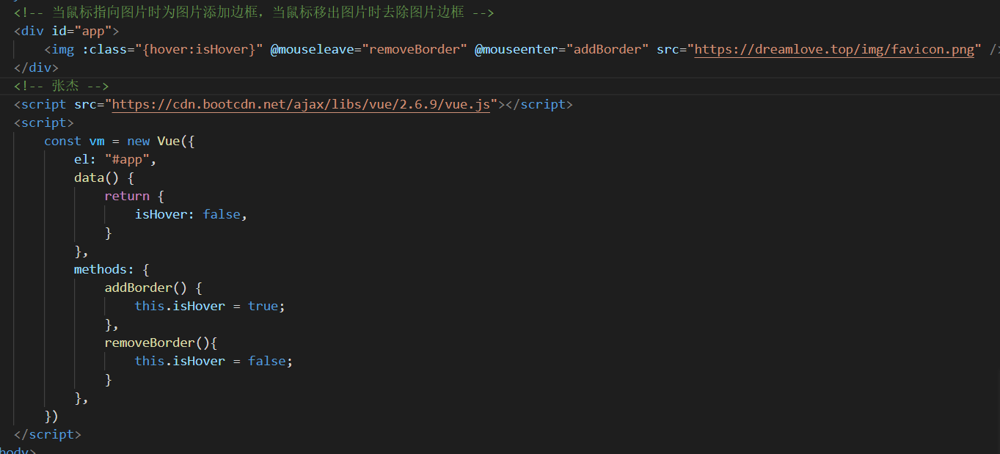 <!-- 当鼠标指向图片时为图片添加边框，当鼠标移出图片时去除图片边框 -->
<div id="app">
<img :class="{hover:isHover}" @mouseleave="removeBorder" @mouseenter="addBorder" src="https://dreamlove.top/img/favicon.png" />
</div>
<!-- 张杰 -->
<script src="https://cdn.bootcdn.net/ajax/libs/vue/2.6.9/vue.js"></script>
<script>
const vm = new Vue({
el: "#app",
data() {
return {
isHover: false,
}
},
methods: {
addBorder() {
this.isHover = true;
},
removeBorder(){
this.isHover = false;
}
},
})
</script>
body>